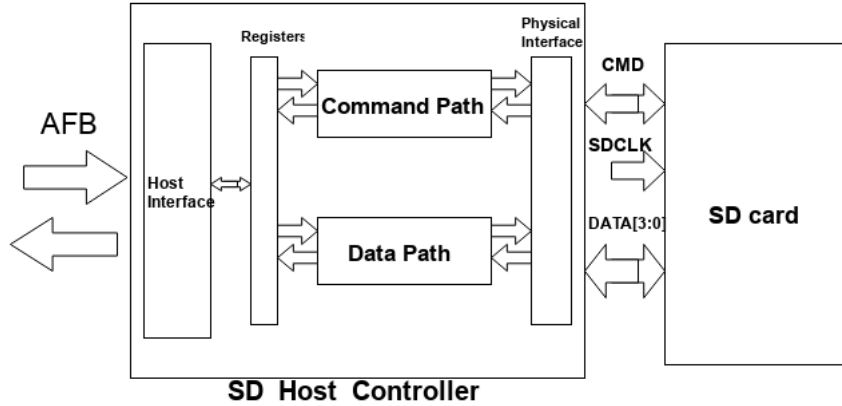 Registers
Physical
Interface
CMD
Command Path
AFB
SDCLK
Host
Interface
SD card
DATA[3:0]
Data Path
SD Host Controller